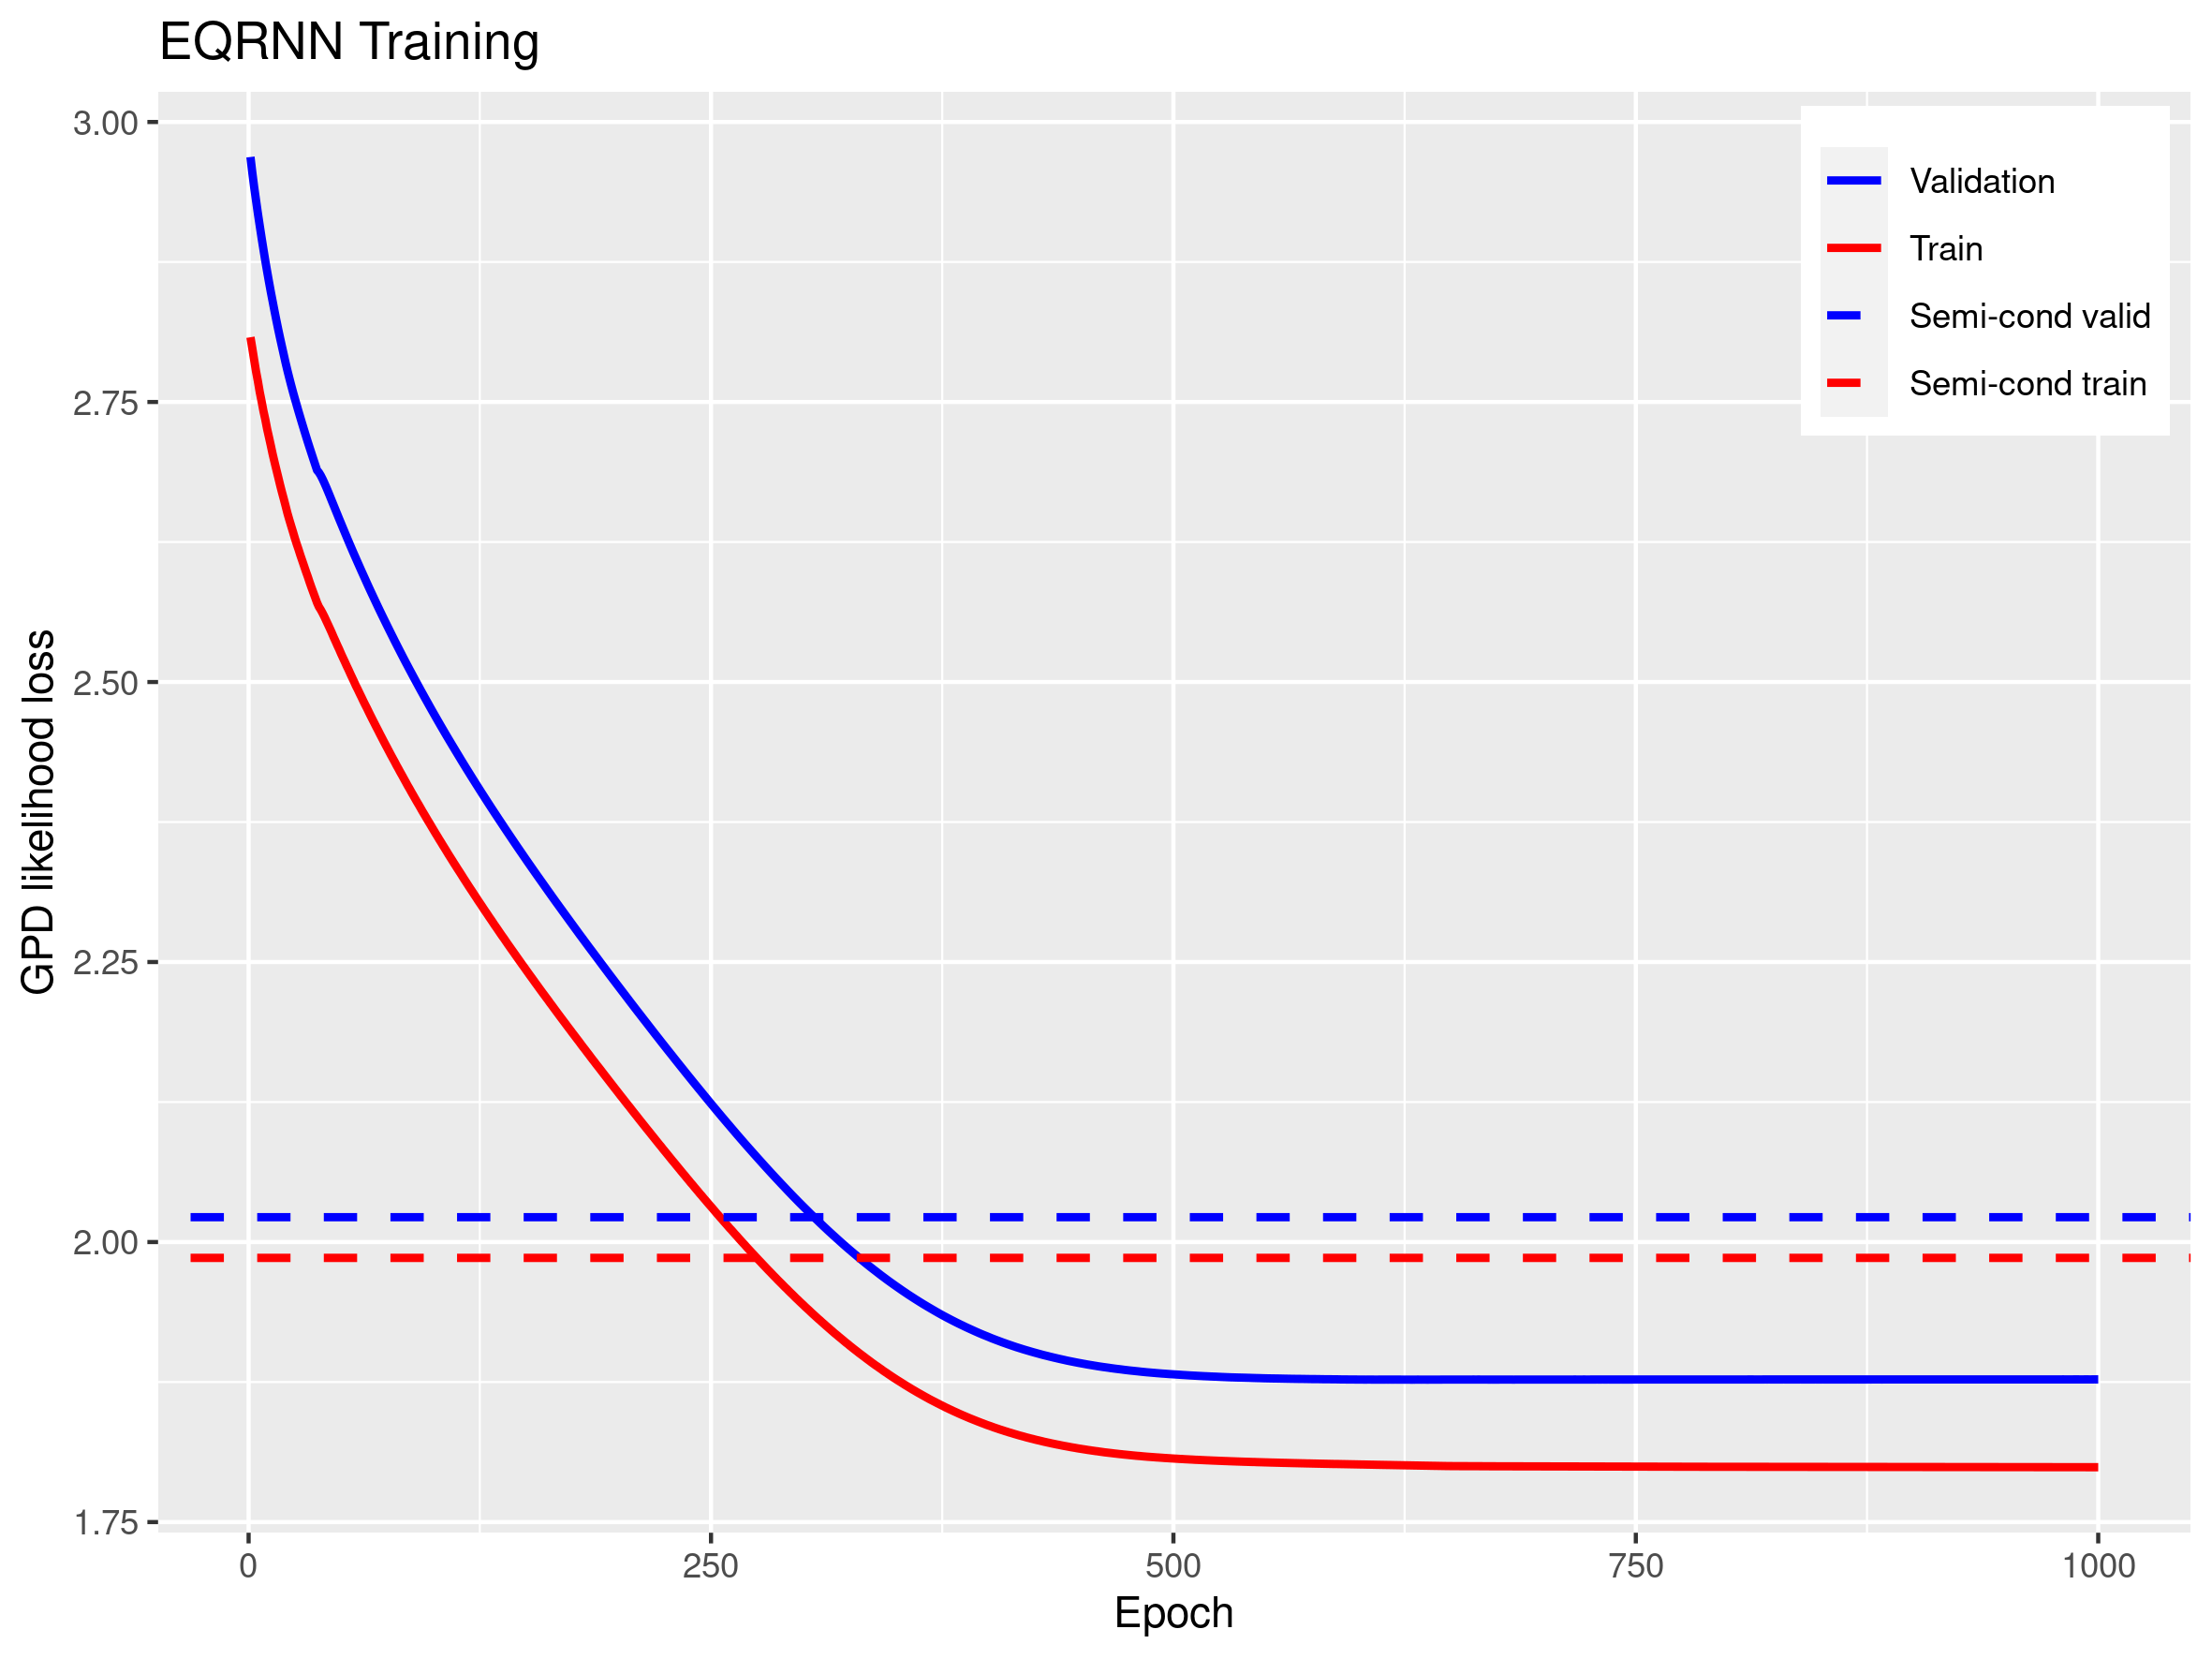 EQRNN Training
3.00
2.75
2.50
2.25
2.00
1.75
GPD likelihood loss
Validation
Train
Semi-cond valid
Semi-cond train
0 250 500 750 1000
Epoch